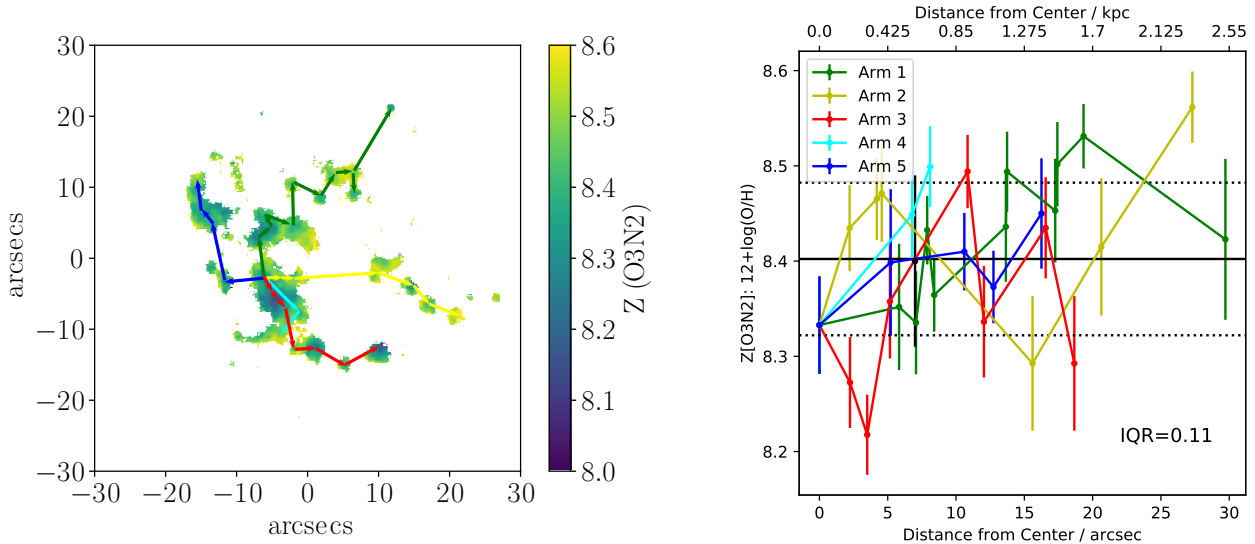 30
20
10
0
−10
−20
−30
arcsecs
−30 −20 −10 0 10 20 30
arcsecs
8.6
8.5
8.4
8.3
8.2
8.1
8.0
Z (O3N2)
Distance from Center / kpc
0.0 0.425 0.85 1.275 1.7 2.125 2.55
Arm 1
Arm 2
Arm 3
Arm 4
Arm 5
8.6
8.5
8.4
8.3
8.2
Z[O3N2]: 12+log(O/H)
IQR=0.11
0 5 10 15 20 25 30
Distance from Center / arcsec